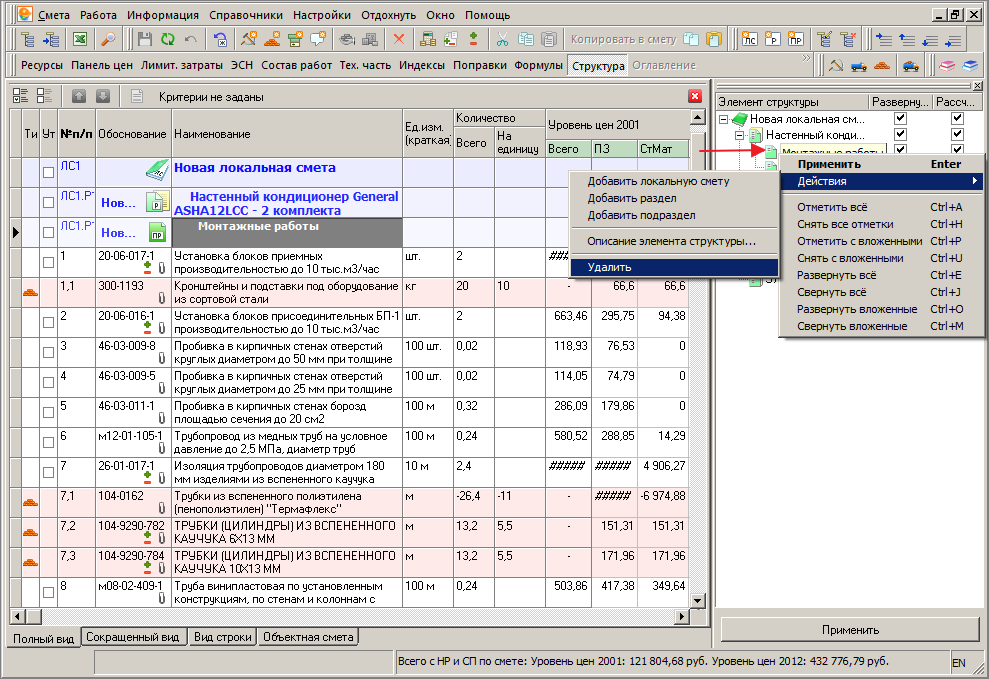 Смета Работа Информация Справочники Настройки Отдохнуть Окно Помощь
Копировать в смету ЛС Р ПР
Ресурсы Панель цен Лимит. затраты ЭСН Состав работ Тех. часть Индексы Поправки Формулы Структура Оглавление
Критерии не заданы
Ти Ут №п/п Обоснование Наименование Ед.изм. (краткая) Количество Всего На единицу Уровень цен 2001 Всего ПЗ СтМат
ЛС1 ЛС Новая локальная смета
ЛС1.Р Нов... Р Настенный кондиционер General
ASHA12LCC - 2 комплекта
ЛС1.Р Нов... ПР Монтажные работы
1 20-06-017-1 Установка блоков приемных шт. 2 ###
производительностью до 10 тыс.м3/час
1,1 300-1193 Кронштейны и подставки под оборудование кг 20 10 - 66,6 66,6
из сортовой стали
2 20-06-016-1 Установка блоков присоединительных БП-1 шт. 2 663,46 295,75 94,38
производительностью до 10 тыс.м3/час
3 46-03-009-8 Пробивка в кирпичных стенах отверстий 100 шт. 0,02 118,93 76,53 0
круглых диаметром до 50 мм при толщине
4 46-03-009-5 Пробивка в кирпичных стенах отверстий 100 шт. 0,02 114,05 74,79 0
круглых диаметром до 25 мм при толщине
5 46-03-011-1 Пробивка в кирпичных стенах борозд 100 м 0,32 286,09 179,86 0
площадью сечения до 20 см2
6 м12-01-105-1 Трубопровод из медных труб на условное 100 м 0,24 580,52 288,85 14,29
давление до 2,5 МПа, диаметр труб
7 26-01-017-1 Изоляция трубопроводов диаметром 180 10 м 2,4 ##### ##### 4 906,27
мм изделиями из вспененного каучука
7,1 104-0162 Трубки из вспененного полиэтилена м -26,4 -11 - ##### -6 974,88
(пенополиэтилен) "Термафлекс"
7,2 104-9290-782 ТРУБКИ (ЦИЛИНДРЫ) ИЗ ВСПЕНЕННОГО м 13,2 5,5 - 151,31 151,31
КАУЧУКА 6X13 ММ
7,3 104-9290-784 ТРУБКИ (ЦИЛИНДРЫ) ИЗ ВСПЕНЕННОГО м 13,2 5,5 - 171,96 171,96
КАУЧУКА 10X13 ММ
8 м08-02-409-1 Труба винипластовая по установленным 100 м 0,24 503,86 417,38 349,64
конструкциям, по стенам и колоннам с
Полный вид Сокращенный вид Вид строки Объектная смета
Элемент структуры Разверну... Рассч...
Новая локальная см...
Настенный конди...
Монтажные работы
Применить Enter
Действия
Отметить всё Ctrl+A
Снять все отметки Ctrl+H
Отметить с вложенными Ctrl+P
Снять с вложенными Ctrl+U
Развернуть всё Ctrl+E
Свернуть всё Ctrl+J
Развернуть вложенные Ctrl+O
Свернуть вложенные Ctrl+M
Добавить локальную смету
Добавить раздел
Добавить подраздел
Описание элемента структуры...
Удалить
Применить
Всего с НР и СП по смете: Уровень цен 2001: 121 804,68 руб. Уровень цен 2012: 432 776,79 руб. EN